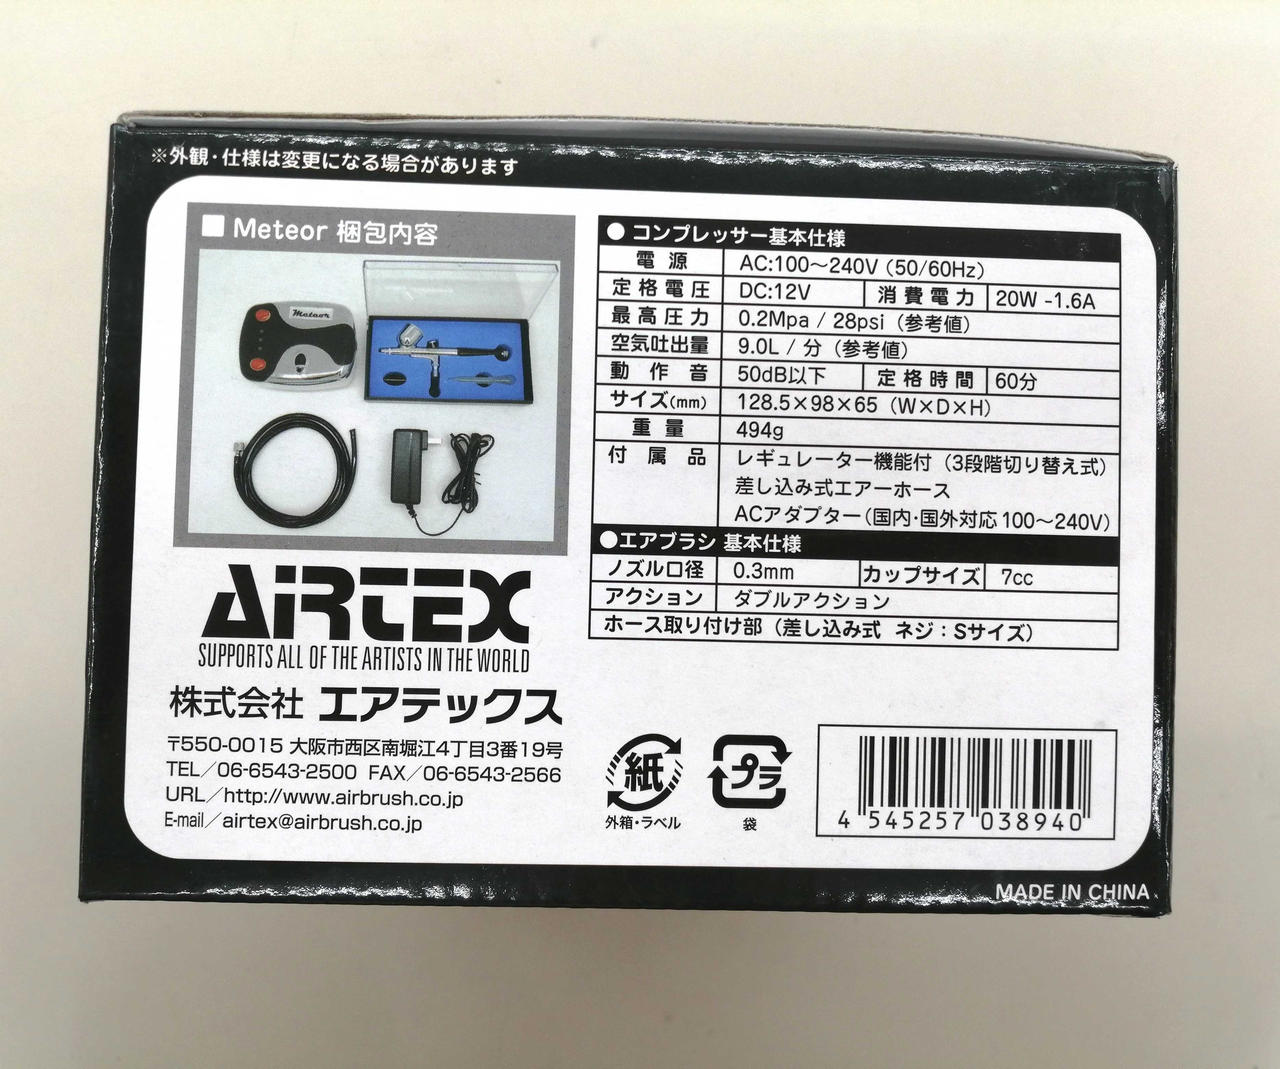 ※外観・仕様は変更になる場合があります
■ Meteor 梱包内容
Meteor
AiRTEX
SUPPORTS ALL OF THE ARTISTS IN THE WORLD
株式会社 エアテックス
〒550-0015 大阪市西区南堀江4丁目3番19号
TEL／06-6543-2500 FAX／06-6543-2566
URL／http://www.airbrush.co.jp
E-mail／airtex@airbrush.co.jp
●コンプレッサー基本仕様
電源 AC:100〜240V (50/60Hz)
定格電圧 DC:12V 消費電力 20W -1.6A
最高圧力 0.2Mpa / 28psi (参考値)
空気吐出量 9.0L / 分 (参考値)
動作音 50dB以下 定格時間 60分
サイズ(mm) 128.5×98×65 (W×D×H)
重量 494g
付属品 レギュレーター機能付 (3段階切り替え式)
差し込み式エアーホース
ACアダプター(国内・国外対応 100〜240V)
●エアブラシ 基本仕様
ノズル口径 0.3mm カップサイズ 7cc
アクション ダブルアクション
ホース取り付け部 (差し込み式 ネジ：Sサイズ)
紙 プラ
外箱・ラベル 袋
4 545257 038940
MADE IN CHINA